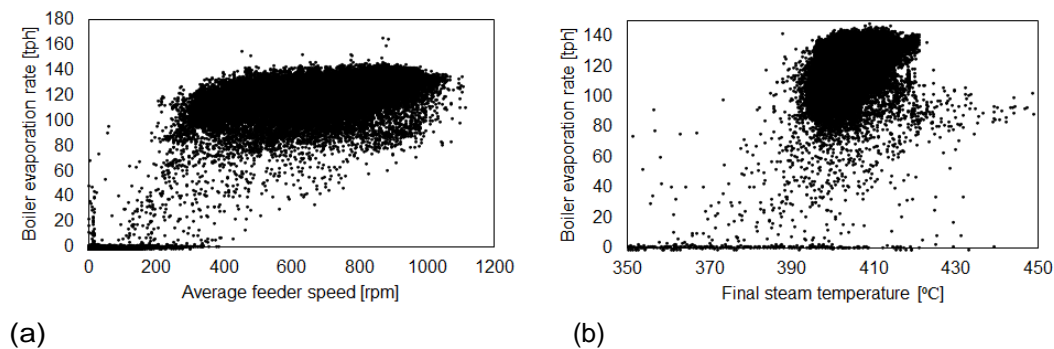 Boiler evaporation rate [tph]
180
160
140
120
100
80
60
40
20
0
0 200 400 600 800 1000 1200
Average feeder speed [rpm]
(a)
Boiler evaporation rate [tph]
140
120
100
80
60
40
20
0
350 370 390 410 430 450
Final steam temperature [ºC]
(b)